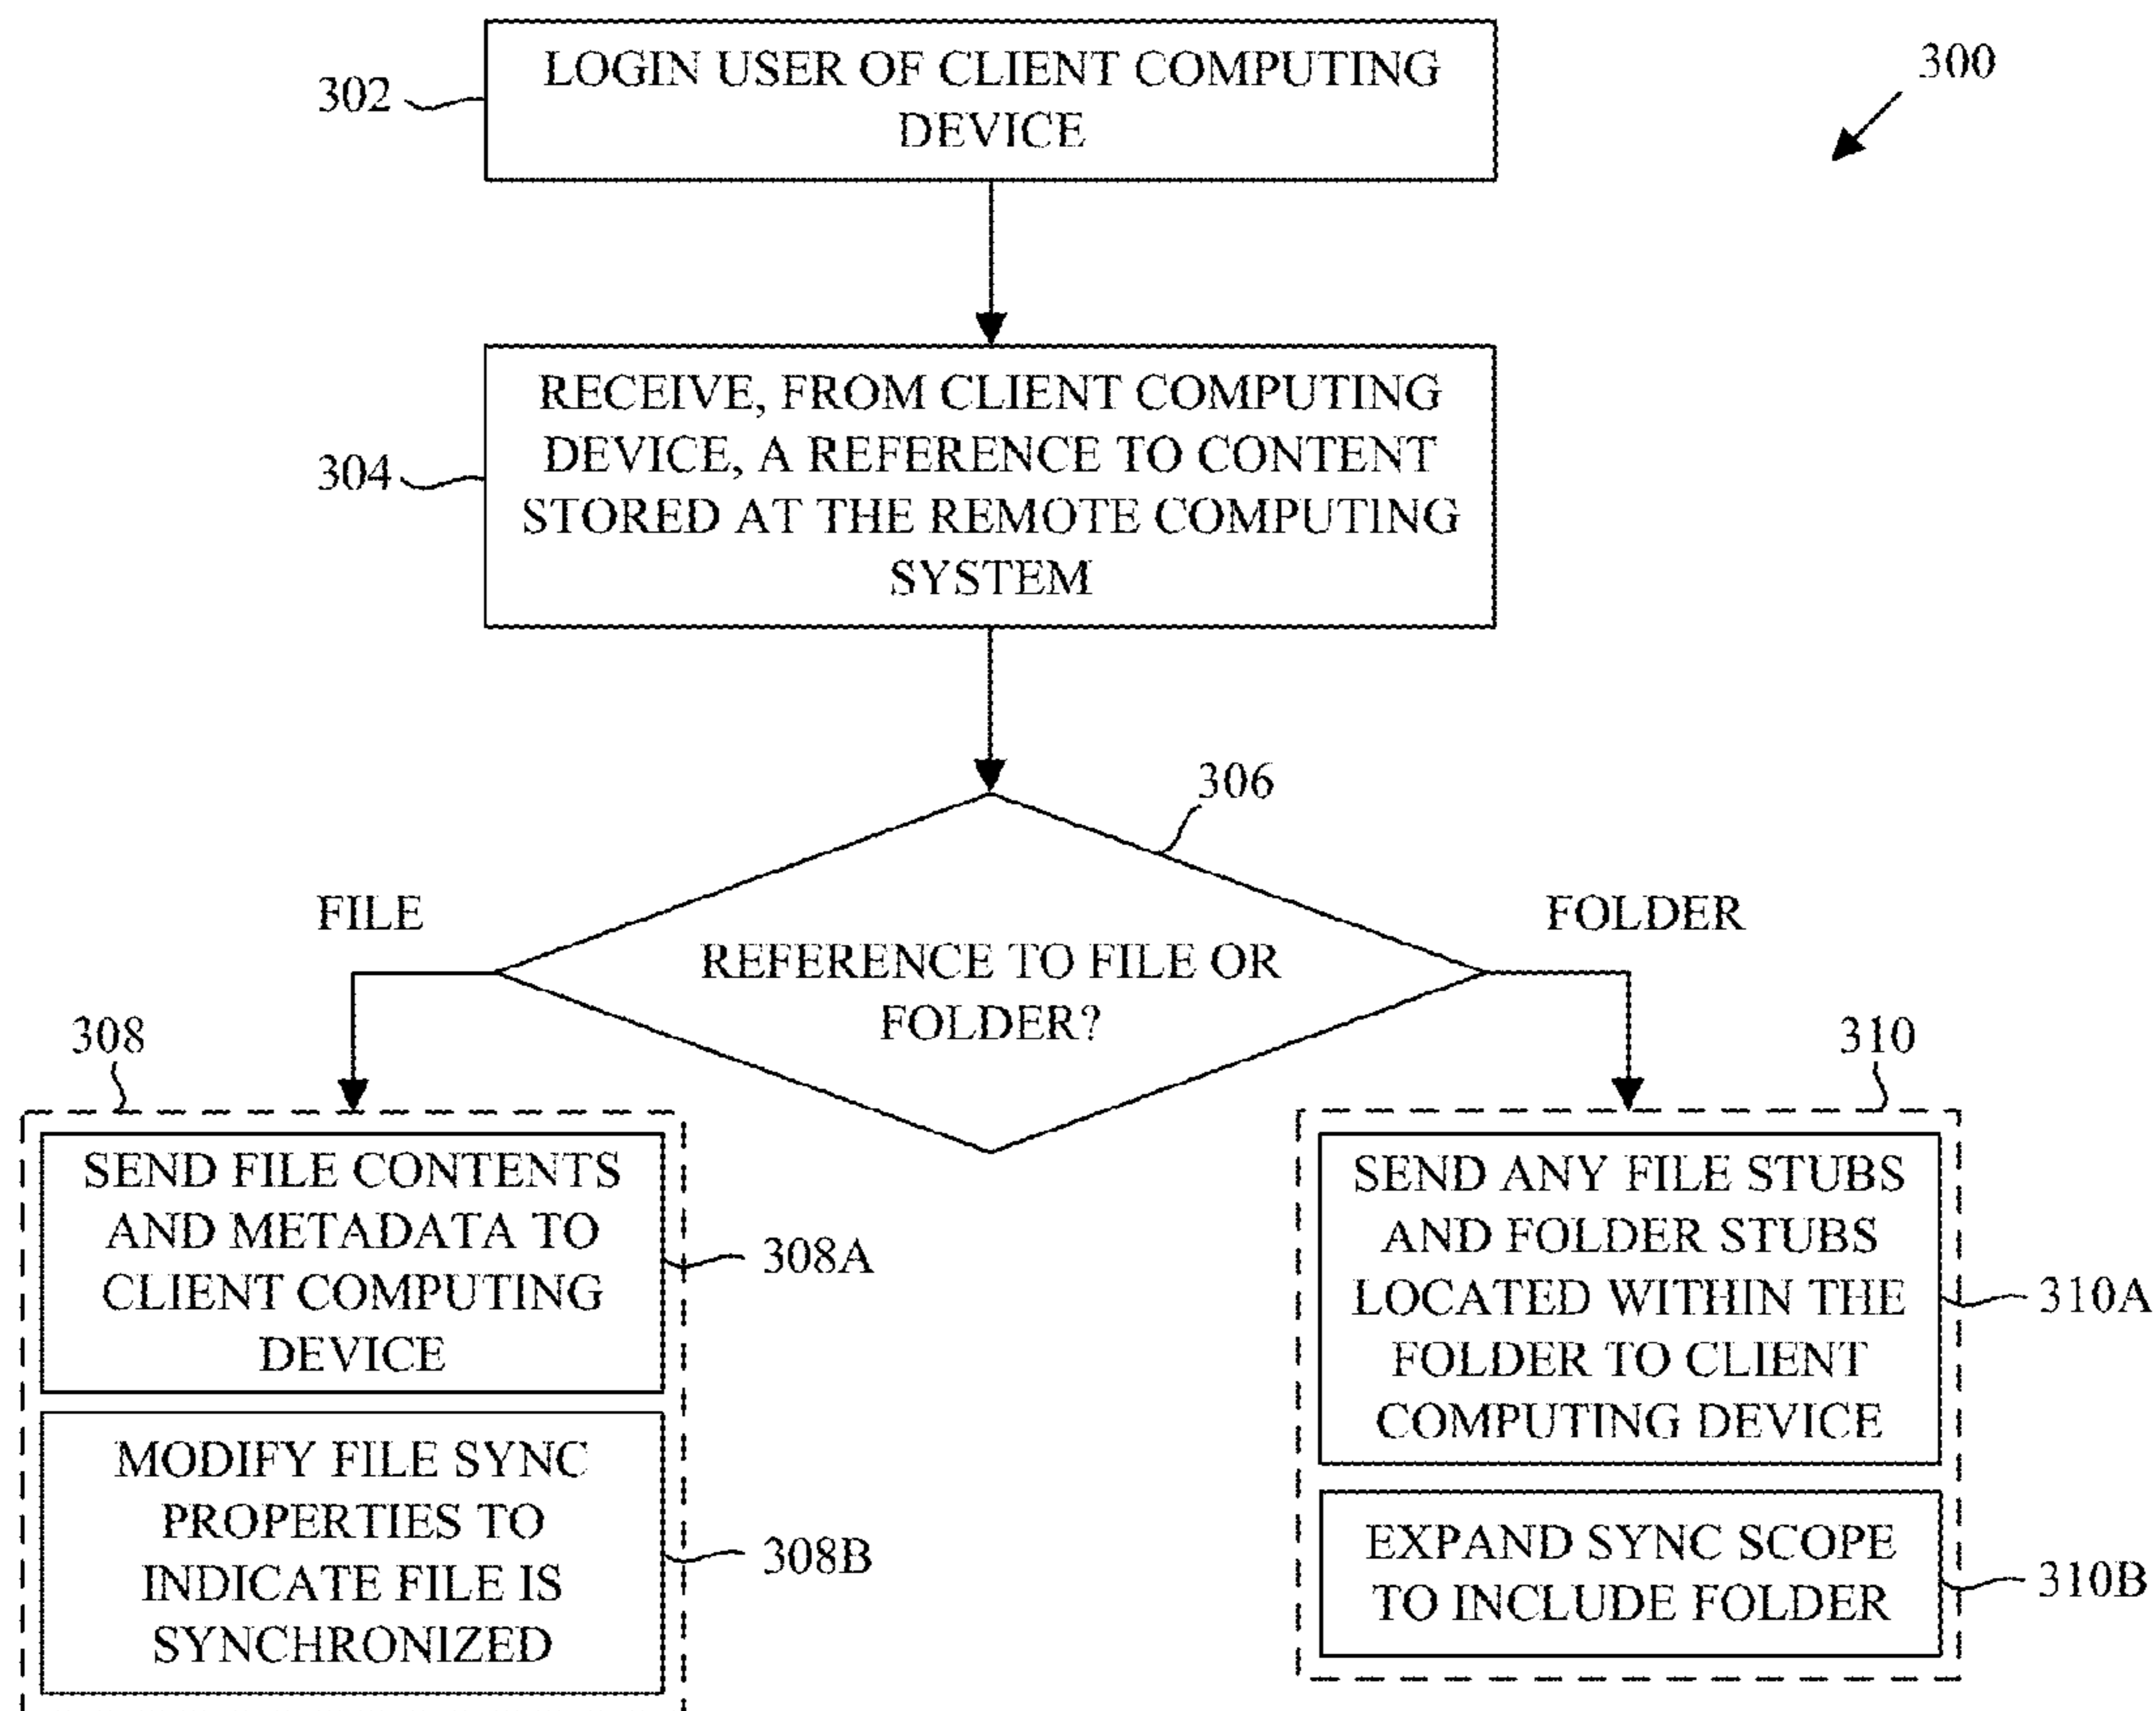 300
302
LOGIN USER OF CLIENT COMPUTING
DEVICE
304
RECEIVE, FROM CLIENT COMPUTING
DEVICE, A REFERENCE TO CONTENT
STORED AT THE REMOTE COMPUTING
SYSTEM
306
REFERENCE TO FILE OR
FOLDER?
FILE
FOLDER
308
SEND FILE CONTENTS
AND METADATA TO
CLIENT COMPUTING
DEVICE
308A
MODIFY FILE SYNC
PROPERTIES TO
INDICATE FILE IS
SYNCHRONIZED
308B
310
SEND ANY FILE STUBS
AND FOLDER STUBS
LOCATED WITHIN THE
FOLDER TO CLIENT
COMPUTING DEVICE
310A
EXPAND SYNC SCOPE
TO INCLUDE FOLDER
310B